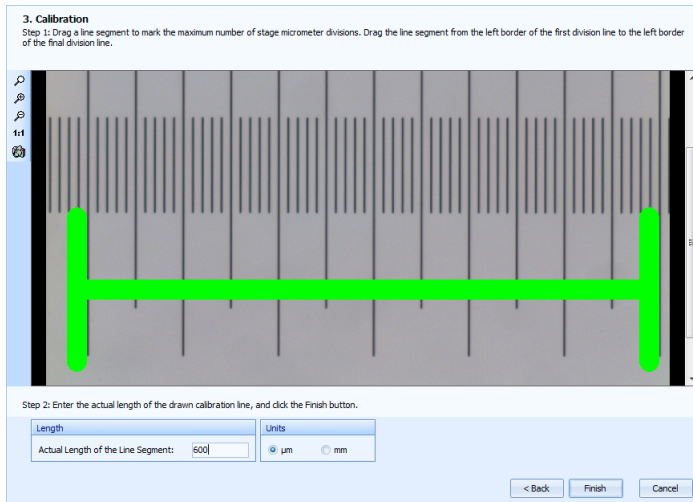 3. Calibration
Step 1: Drag a line segment to mark the maximum number of stage micrometer divisions. Drag the line segment from the left border of the first division line to the left border
of the final division line.
1:1
Step 2: Enter the actual length of the drawn calibration line, and click the Finish button.
Length
Units
Actual Length of the Line Segment: 600
µm
mm
< Back
Finish
Cancel